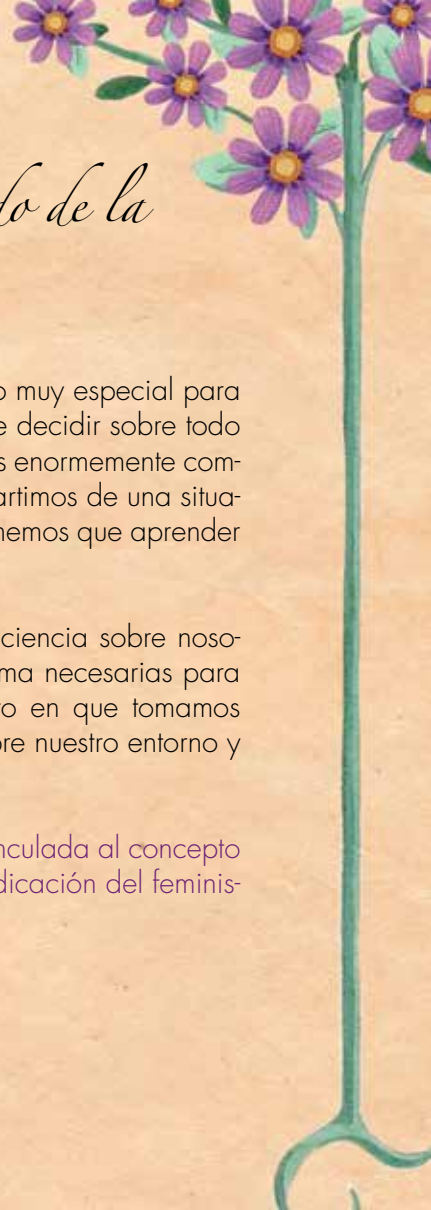 do de la
o muy especial para
e decidir sobre todo
s enormemente com-
artimos de una situa-
nemos que aprender
ciencia sobre noso-
ma necesarias para
o en que tomamos
re nuestro entorno y
nculada al concepto
dicación del feminis-